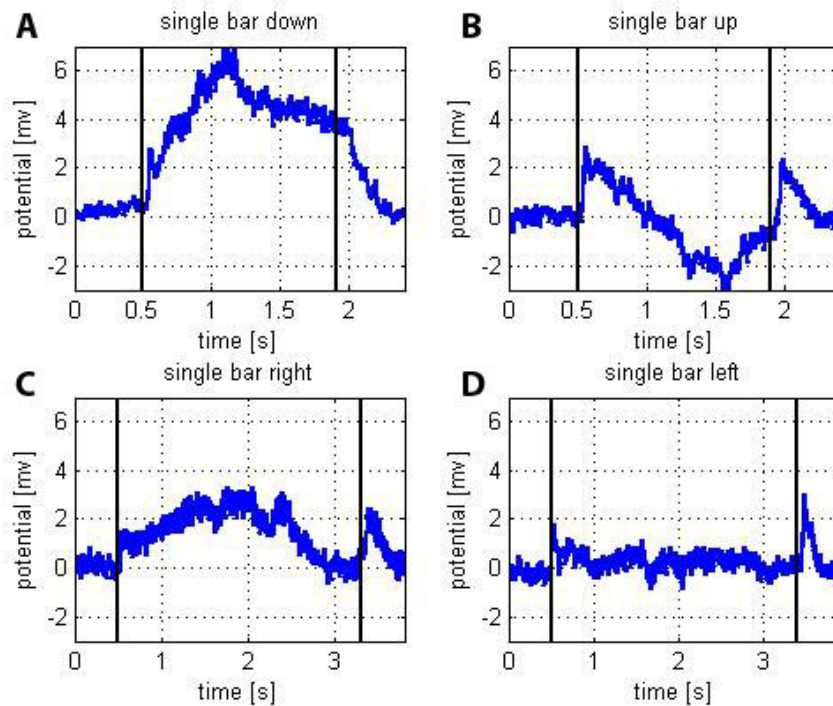 A
single bar down
potential [mv]
6
4
2
0
-2
0 0.5 1 1.5 2
time [s]
B
single bar up
potential [mv]
6
4
2
0
-2
0 0.5 1 1.5 2
time [s]
C
single bar right
potential [mv]
6
4
2
0
-2
0 1 2 3
time [s]
D
single bar left
potential [mv]
6
4
2
0
-2
0 1 2 3
time [s]